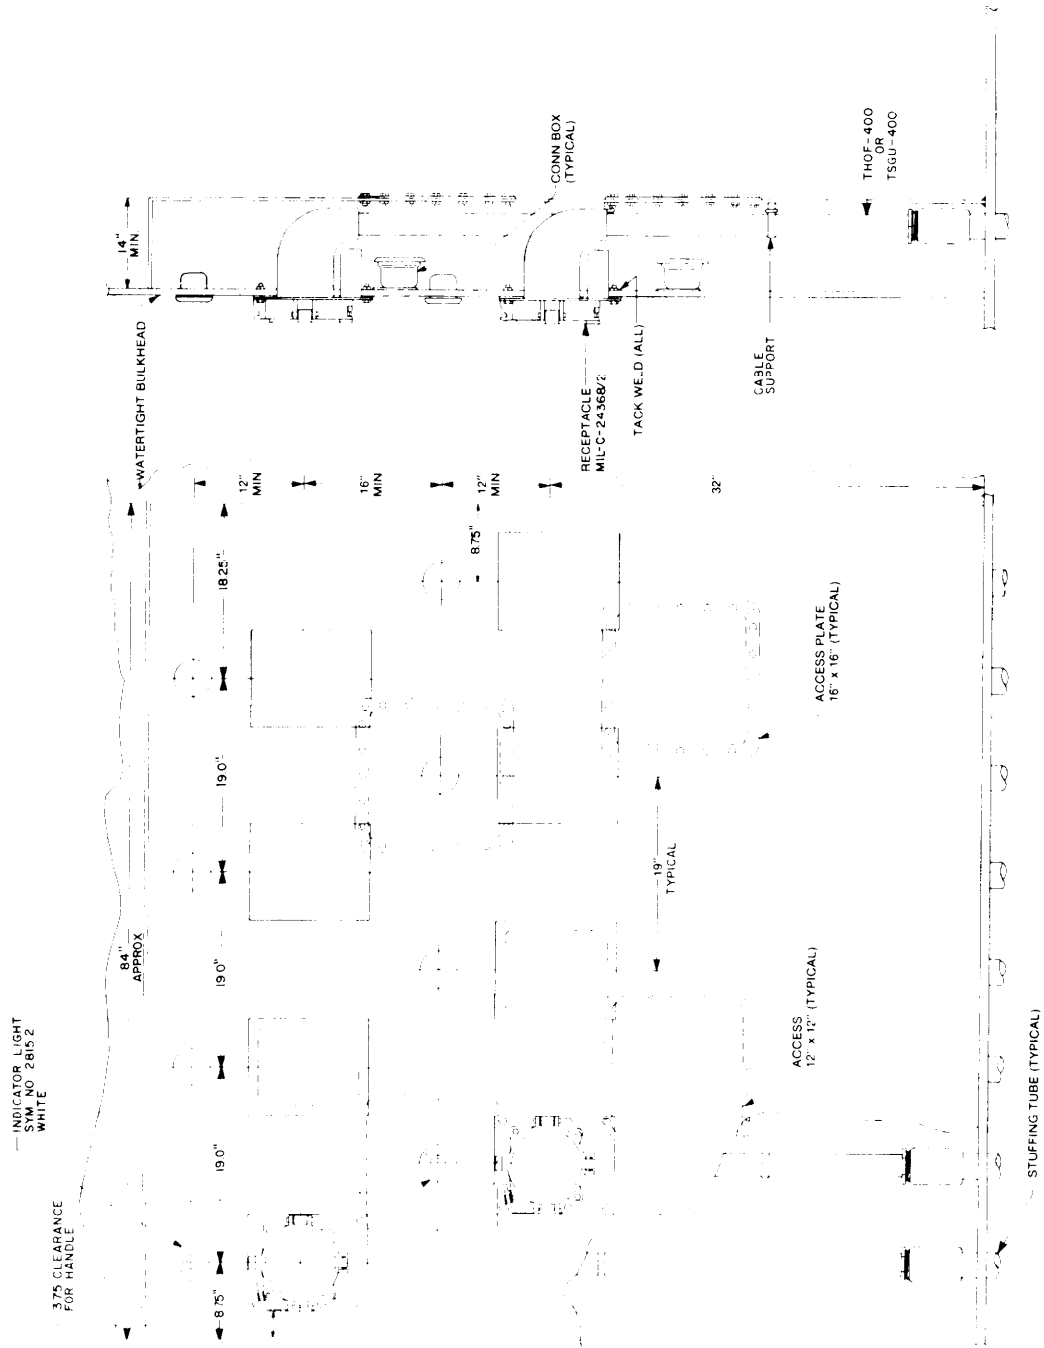 INDICATOR LIGHT
SYM NO 2815.2
WHITE
3.75 CLEARANCE
FOR HANDLE
84"
APPROX
WATERTIGHT BULKHEAD
14"
MIN
CONN BOX
(TYPICAL)
THOF-400
OR
TSGU-400
RECEPTACLE
MIL-C-24368/2
TACK WELD (ALL)
CABLE
SUPPORT
12"
MIN
16"
MIN
12"
MIN
32"
8.75"
19.0"
19.0"
19.0"
18.25"
8.75"
19"
TYPICAL
ACCESS PLATE
16" x 16" (TYPICAL)
ACCESS
12" x 12" (TYPICAL)
STUFFING TUBE (TYPICAL)